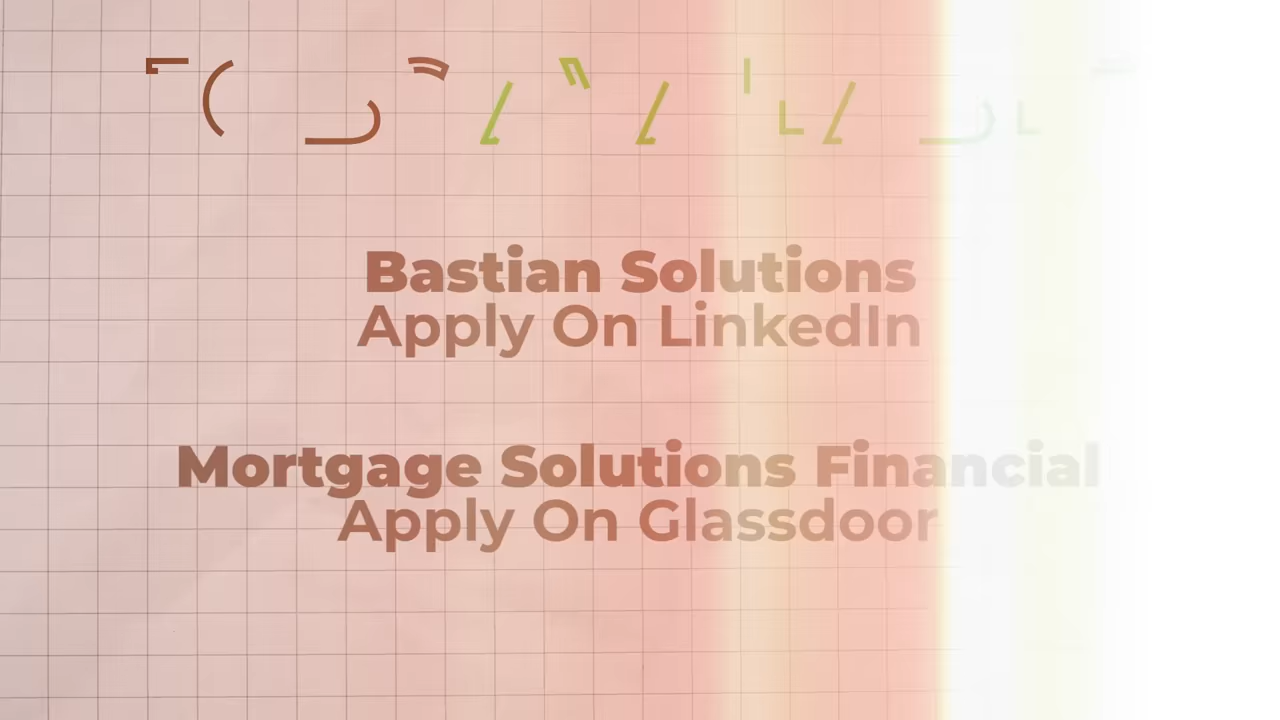 Bastian Solutions
Apply On LinkedIn
Mortgage Solutions Financial
Apply On Glassdoor